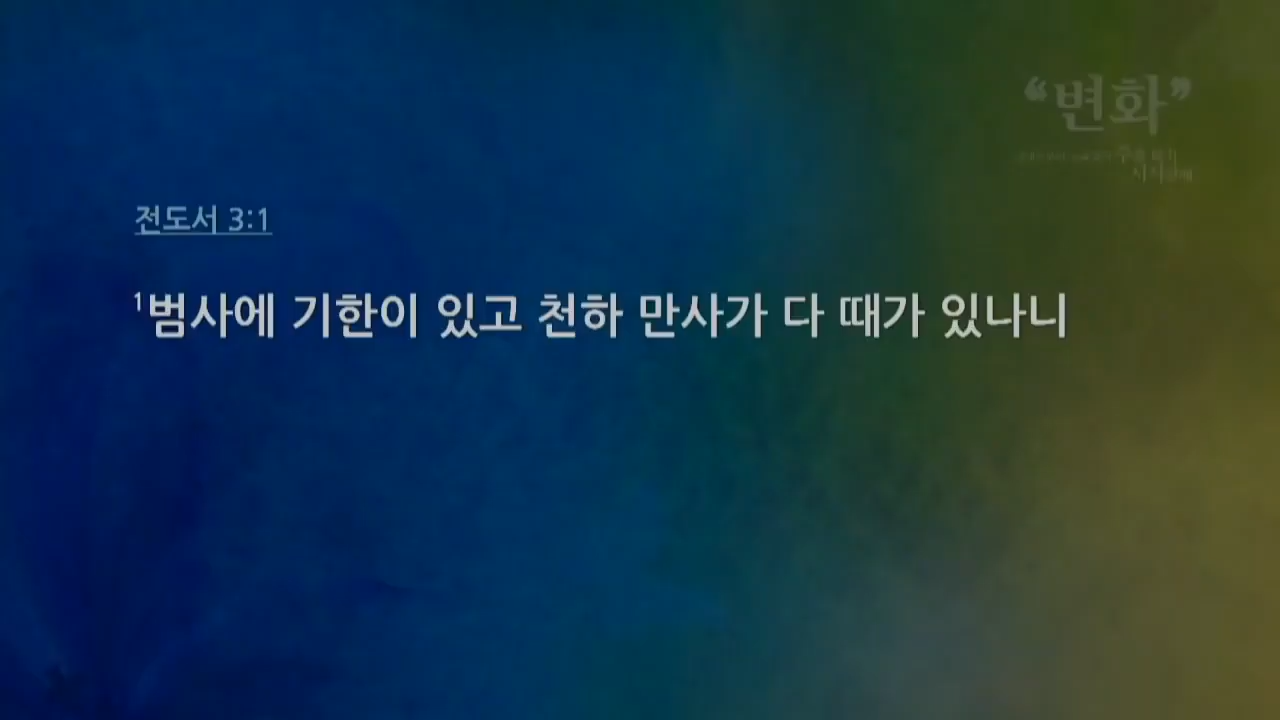 “변화”
전도서 3:1
¹범사에 기한이 있고 천하 만사가 다 때가 있나니